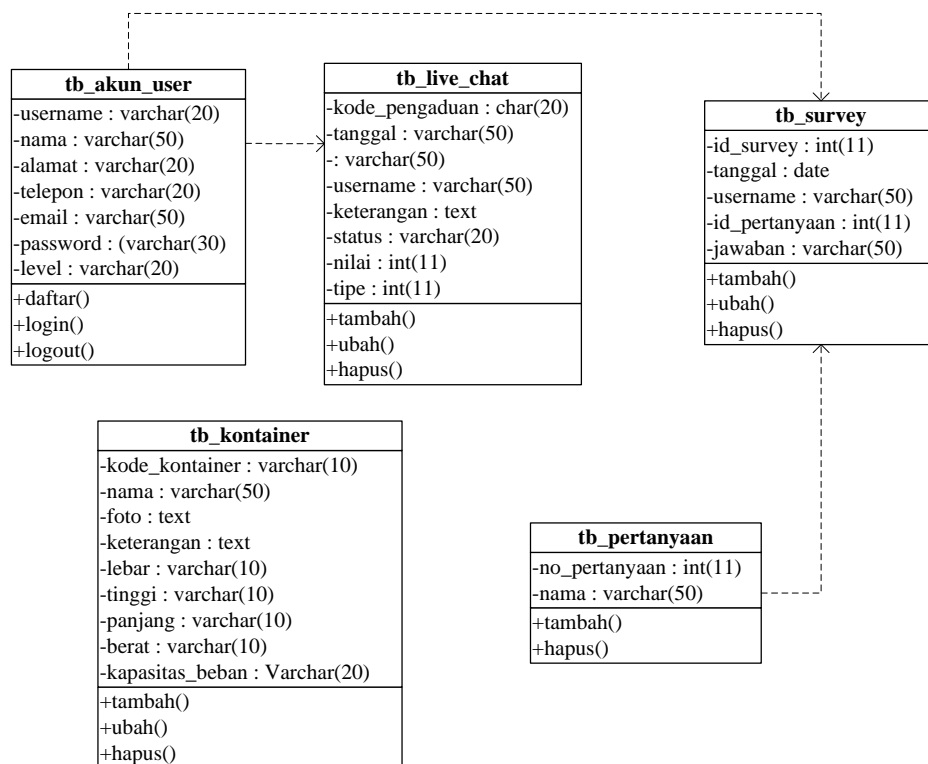 tb_akun_user
-username : varchar(20)
-nama : varchar(50)
-alamat : varchar(20)
-telepon : varchar(20)
-email : varchar(50)
-password : (varchar(30)
-level : varchar(20)
+daftar()
+login()
+logout()
tb_live_chat
-kode_pengaduan : char(20)
-tanggal : varchar(50)
-: varchar(50)
-username : varchar(50)
-keterangan : text
-status : varchar(20)
-nilai : int(11)
-tipe : int(11)
+tambah()
+ubah()
+hapus()
tb_survey
-id_survey : int(11)
-tanggal : date
-username : varchar(50)
-id_pertanyaan : int(11)
-jawaban : varchar(50)
+tambah()
+ubah()
+hapus()
tb_kontainer
-kode_kontainer : varchar(10)
-nama : varchar(50)
-foto : text
-keterangan : text
-lebar : varchar(10)
-tinggi : varchar(10)
-panjang : varchar(10)
-berat : varchar(10)
-kapasitas_beban : Varchar(20)
+tambah()
+ubah()
+hapus()
tb_pertanyaan
-no_pertanyaan : int(11)
-nama : varchar(50)
+tambah()
+hapus()